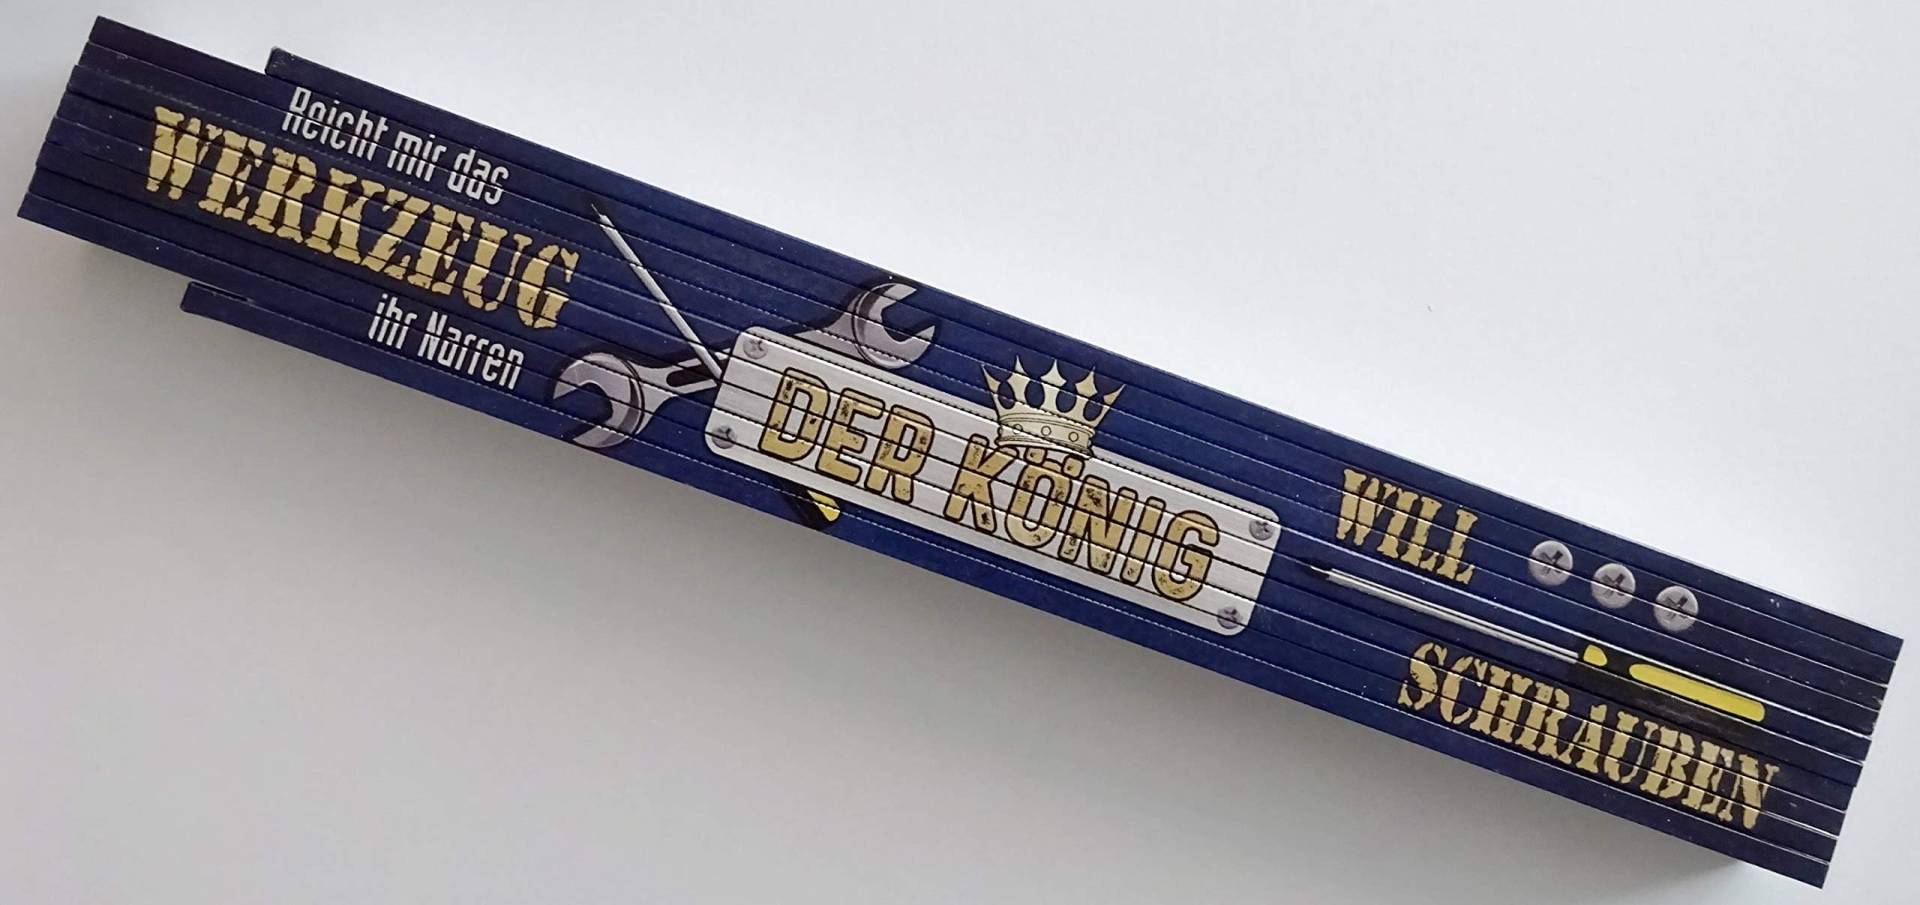 Reicht mir das
WERKZEUG
ihr Narren
DER KÖNIG
WILL
SCHRAUBEN